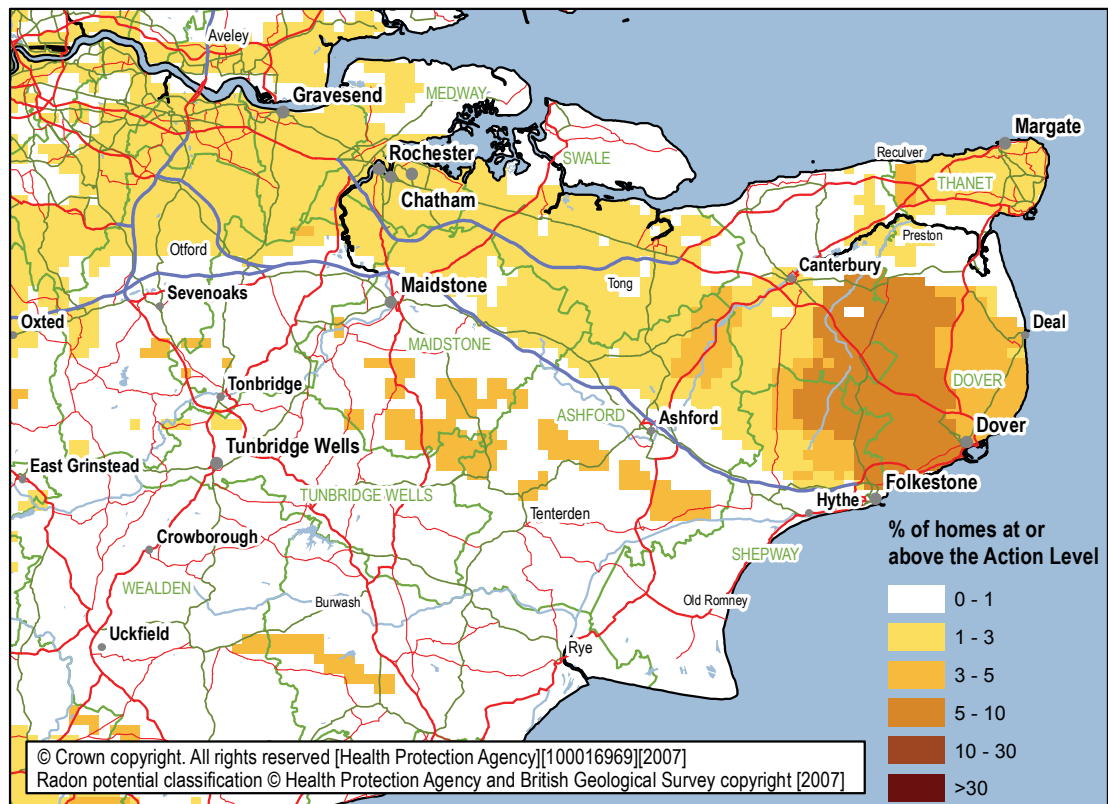 Aveley
Gravesend
MEDWAY
Margate
Rochester
Reculver
SWALE
THANET
Chatham
Preston
Otford
Canterbury
Tong
Sevenoaks
Maidstone
Oxted
Deal
MAIDSTONE
Tonbridge
DOVER
ASHFORD
Ashford
Dover
Tunbridge Wells
East Grinstead
Folkestone
TUNBRIDGE WELLS
Hythe
Tenterden
Crowborough
SHEPWAY
WEALDEN
Burwash
Old Romney
Uckfield
Rye
% of homes at or
above the Action Level
0 - 1
1 - 3
3 - 5
5 - 10
10 - 30
>30
© Crown copyright. All rights reserved [Health Protection Agency][100016969][2007]
Radon potential classification © Health Protection Agency and British Geological Survey copyright [2007]